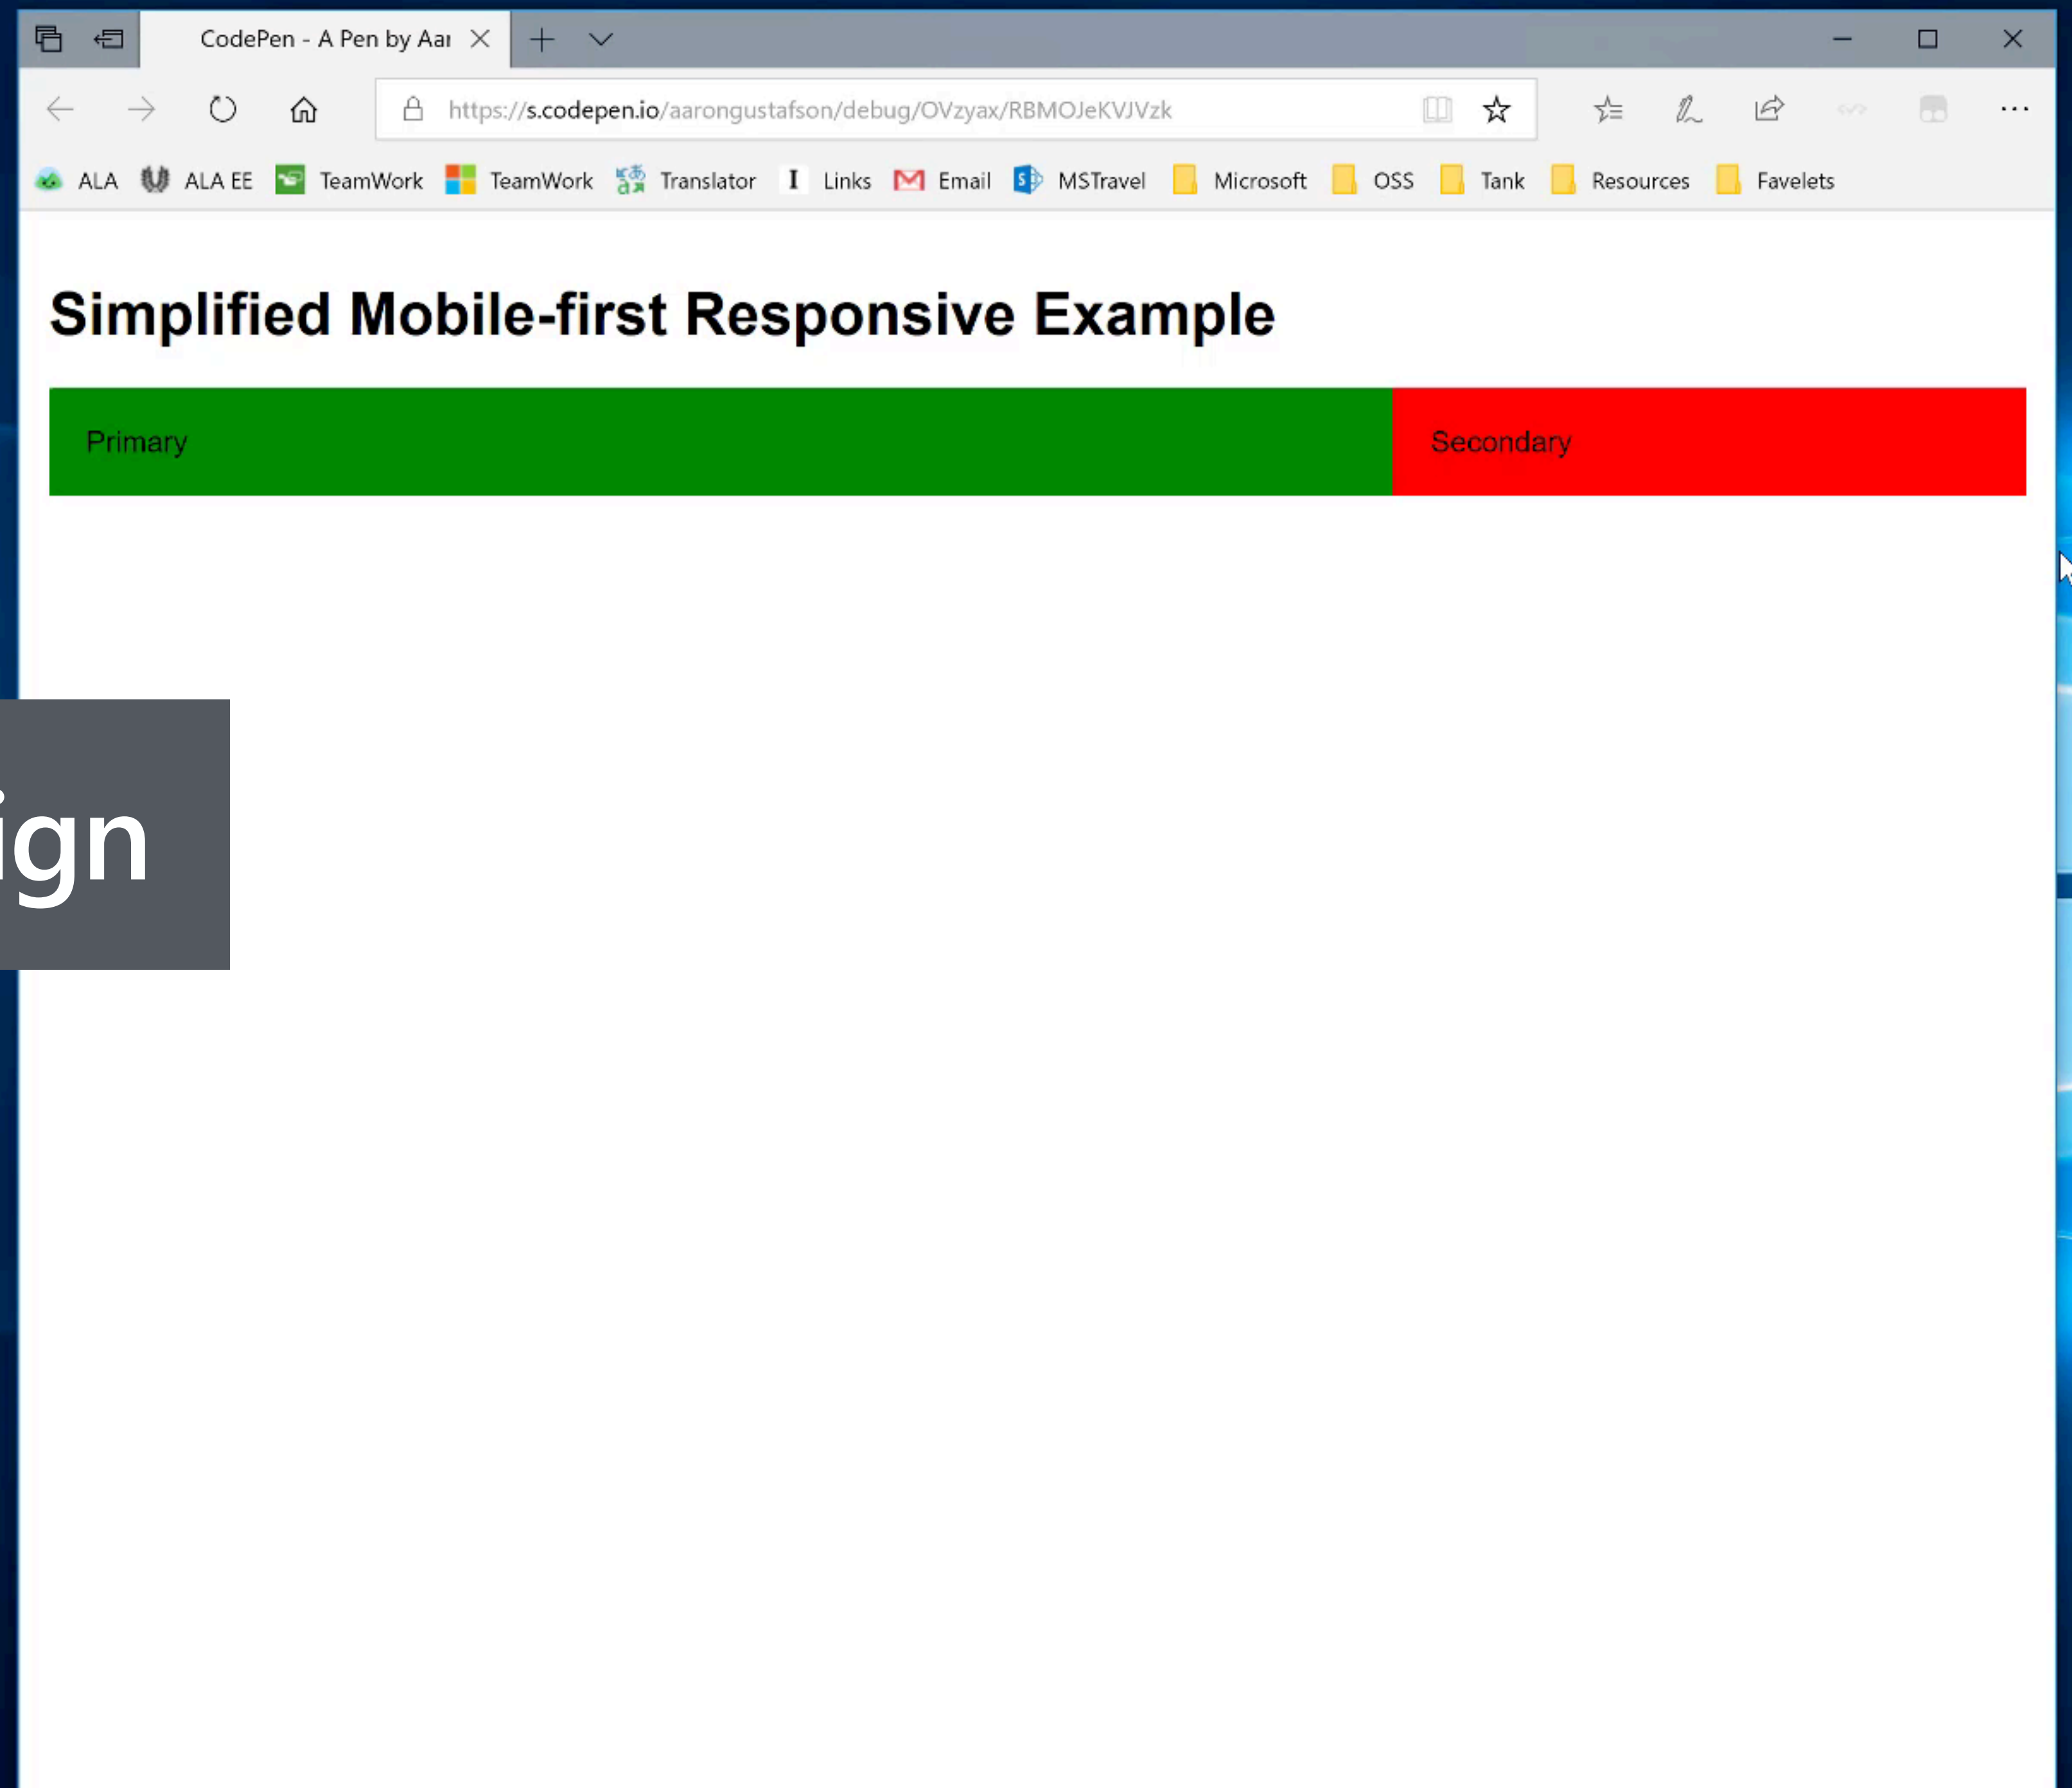 CodePen - A Pen by Aar
https://s.codepen.io/aarongustafson/debug/OVzyax/RBMOJeKVJVzk
ALA ALA EE TeamWork TeamWork Translator I Links Email MSTravel Microsoft OSS Tank Resources Favelets
Simplified Mobile-first Responsive Example
Primary Secondary
ign